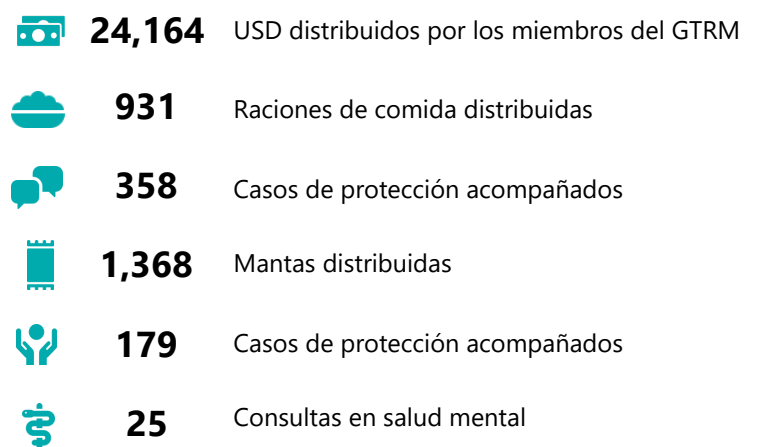 24,164 USD distribuidos por los miembros del GTRM
931 Raciones de comida distribuidas
358 Casos de protección acompañados
1,368 Mantas distribuidas
179 Casos de protección acompañados
25 Consultas en salud mental